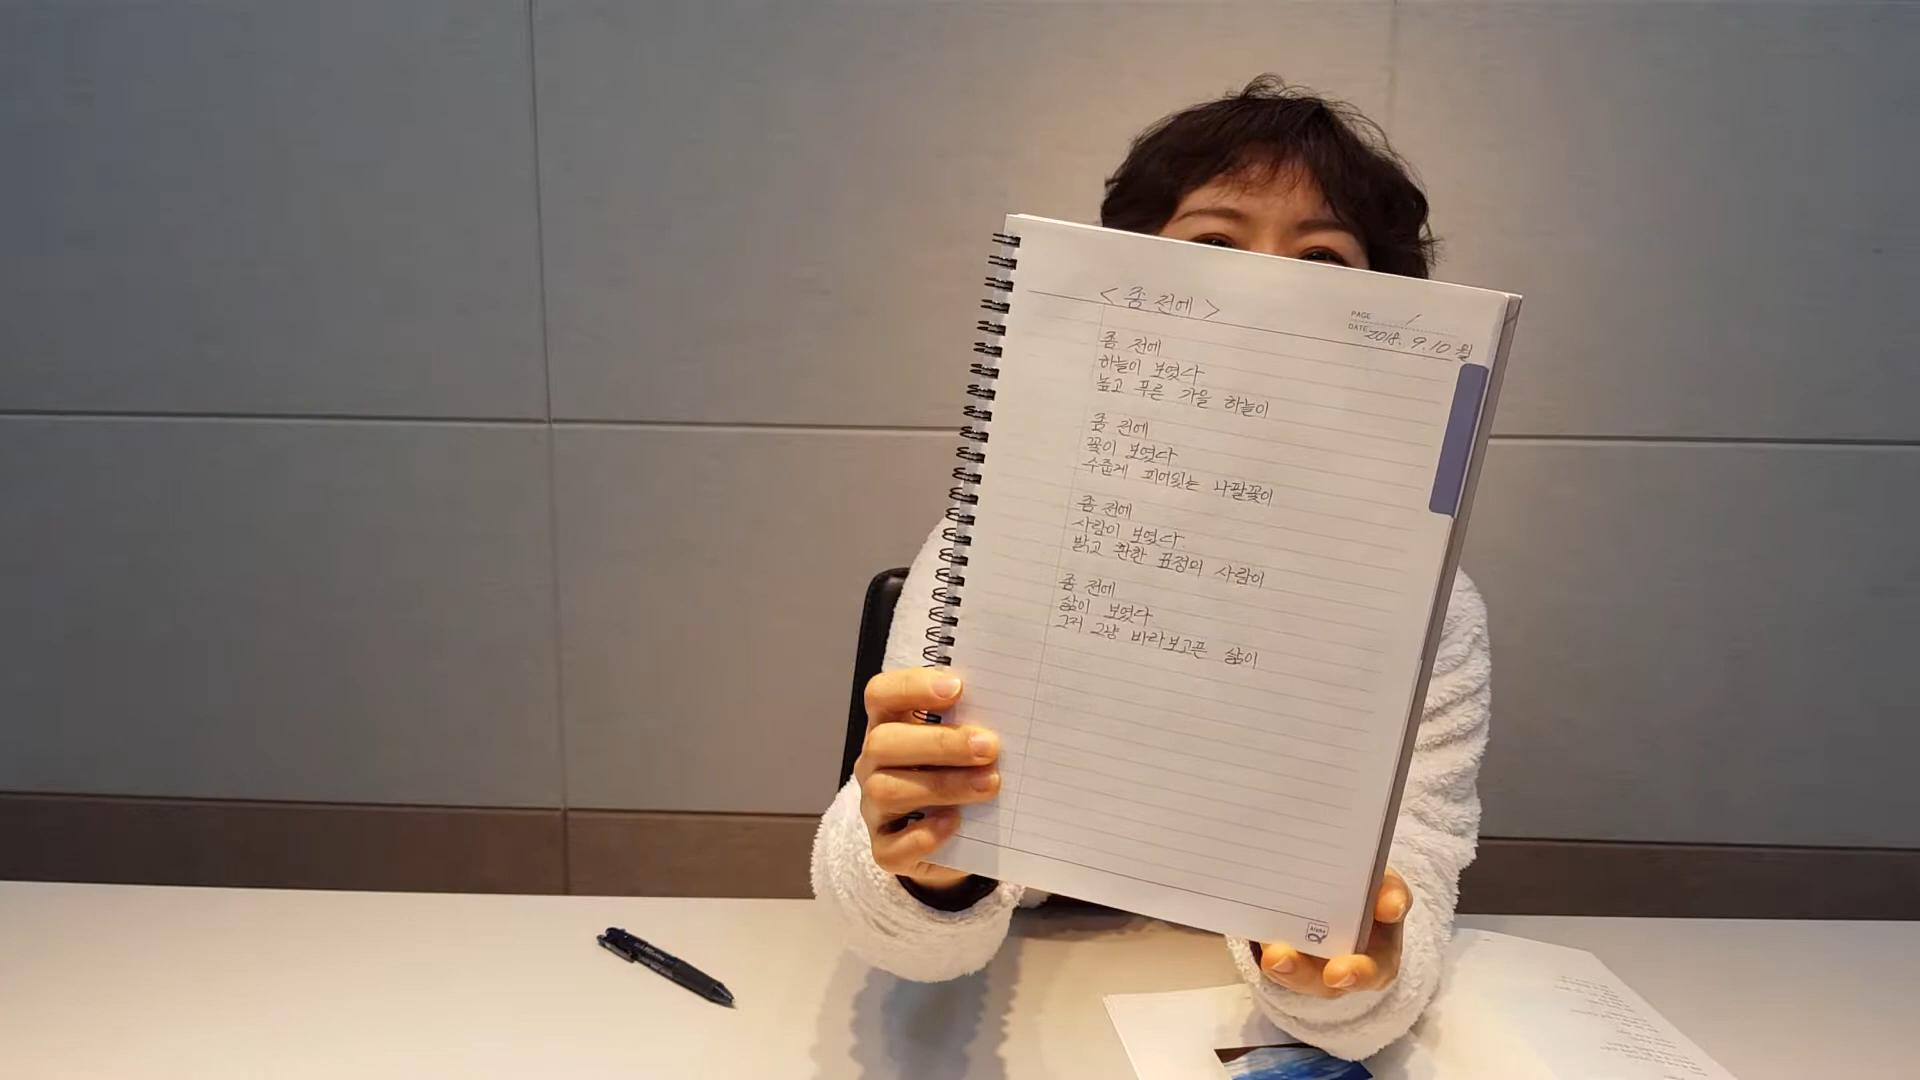 <좀 전에>
PAGE 1
DATE 2018. 9. 10 월
좀 전에
하늘이 보였다
높고 푸른 가을 하늘이
좀 전에
꽃이 보였다
수줍게 피어있는 나팔꽃이
좀 전에
사람이 보였다.
밝고 환한 표정의 사람이
좀 전에
삶이 보였다
그저 그냥 바라보고픈 삶이
Alpha